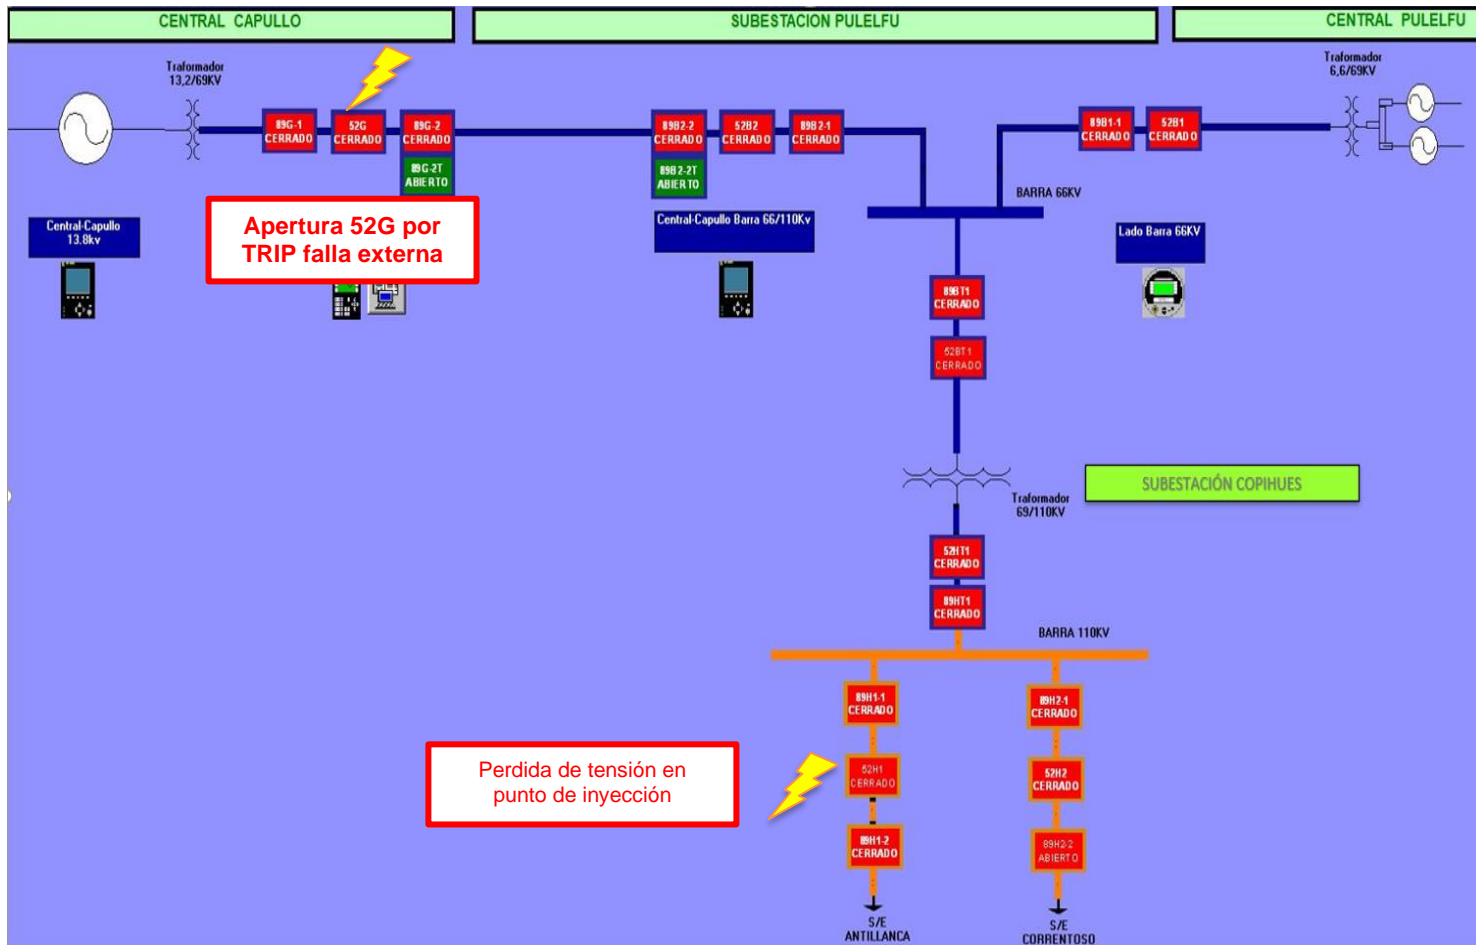 CENTRAL CAPULLO
SUBESTACION PULELFU
CENTRAL PULELFU
Traformador
13,2/69KV
Traformador
6,6/69KV
89G-1
CERRADO
52G
CERRADO
89G-2
CERRADO
89G-2T
ABIERTO
89B2-2
CERRADO
89B2-2T
ABIERTO
52B2
CERRADO
89B2-1
CERRADO
89B1-1
CERRADO
52B1
CERRADO
BARRA 66KV
Apertura 52G por
TRIP falla externa
Central-Capullo
13.8kv
Central-Capullo Barra 66/110Kv
Lado Barra 66KV
89BT1
CERRADO
52BT1
CERRADO
Traformador
69/110KV
SUBESTACIÓN COPIHUES
52HT1
CERRADO
89HT1
CERRADO
BARRA 110KV
89H1-1
CERRADO
89H2-1
CERRADO
Perdida de tensión en
punto de inyección
52H1
CERRADO
52H2
CERRADO
89H1-2
CERRADO
89H2-2
ABIERTO
S/E
ANTILLANCA
S/E
CORRENTOSO